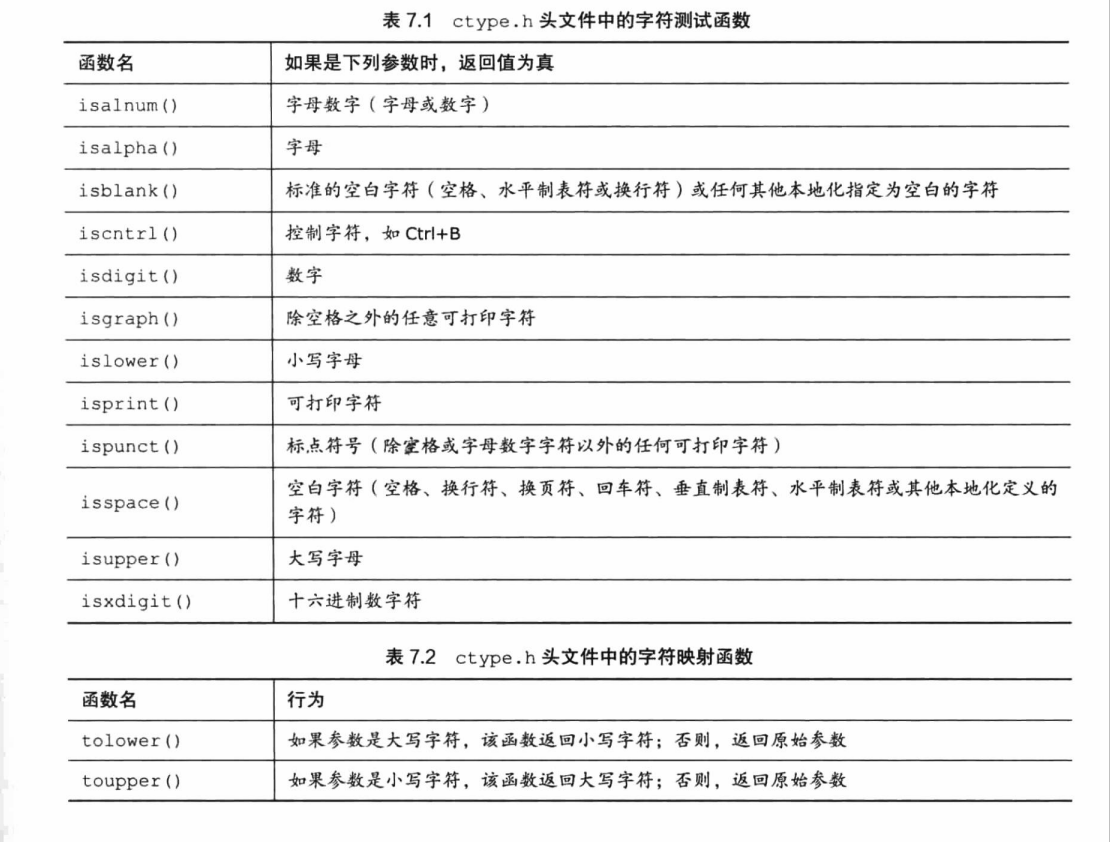 表 7.1 ctype.h 头文件中的字符测试函数
函数名 如果是下列参数时，返回值为真
isalnum() 字母数字（字母或数字）
isalpha() 字母
isblank() 标准的空白字符（空格、水平制表符或换行符）或任何其他本地化指定为空白的字符
iscntrl() 控制字符，如 Ctrl+B
isdigit() 数字
isgraph() 除空格之外的任意可打印字符
islower() 小写字母
isprint() 可打印字符
ispunct() 标点符号（除空格或字母数字字符以外的任何可打印字符）
isspace() 空白字符（空格、换行符、换页符、回车符、垂直制表符、水平制表符或其他本地化定义的
字符）
isupper() 大写字母
isxdigit() 十六进制数字符
表 7.2 ctype.h 头文件中的字符映射函数
函数名 行为
tolower() 如果参数是大写字符，该函数返回小写字符；否则，返回原始参数
toupper() 如果参数是小写字符，该函数返回大写字符；否则，返回原始参数